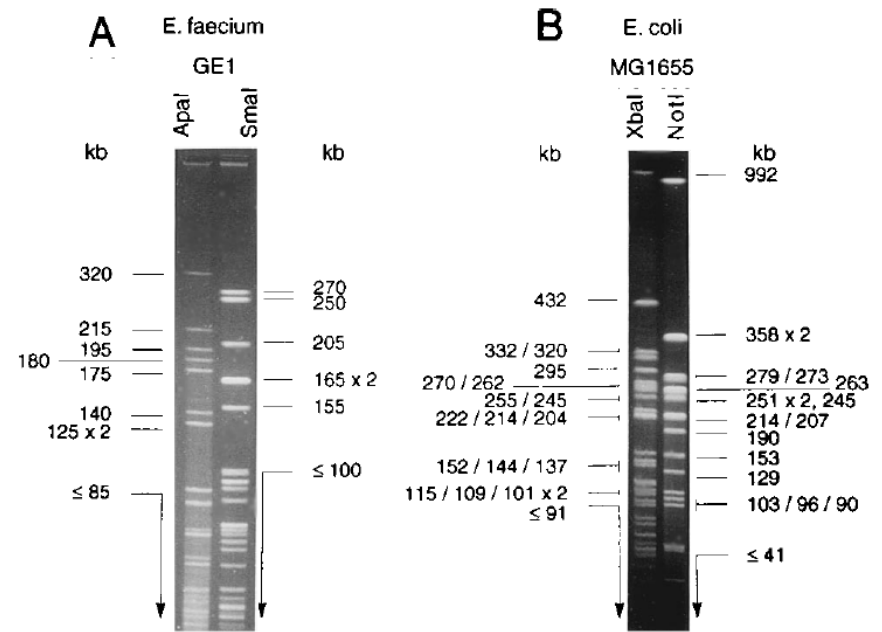 A
E. faecium
GE1
ApaI
SmaI
kb
kb
320
215
195
180
175
140
125 x 2
≤ 85
270
250
205
165 x 2
155
≤ 100
B
E. coli
MG1655
XbaI
NotI
kb
kb
432
332 / 320
295
270 / 262
255 / 245
222 / 214 / 204
152 / 144 / 137
115 / 109 / 101 x 2
≤ 91
992
358 x 2
279 / 273
263
251 x 2, 245
214 / 207
190
153
129
103 / 96 / 90
≤ 41